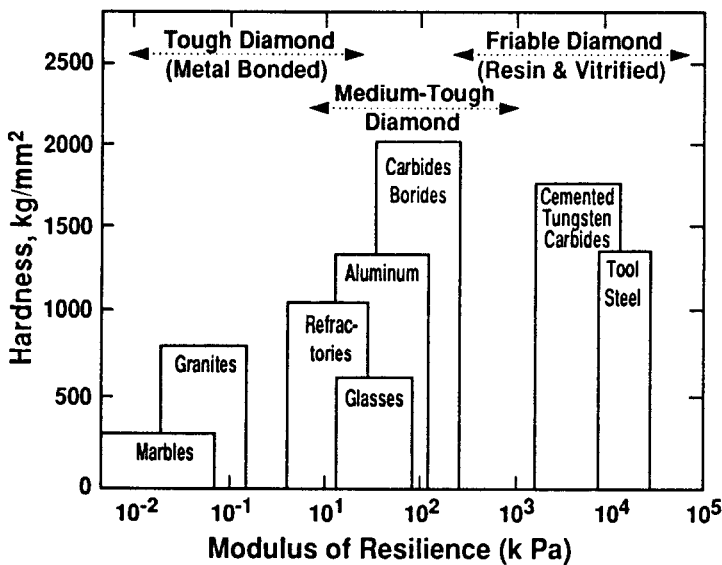 Tough Diamond
(Metal Bonded)
Friable Diamond
(Resin & Vitrified)
Medium-Tough
Diamond
Hardness, kg/mm²
2500
2000
1500
1000
500
0
Carbides
Borides
Cemented
Tungsten
Carbides
Aluminum
Tool
Steel
Refrac-
tories
Granites
Glasses
Marbles
10⁻² 10⁻¹ 10¹ 10² 10³ 10⁴ 10⁵
Modulus of Resilience (k Pa)